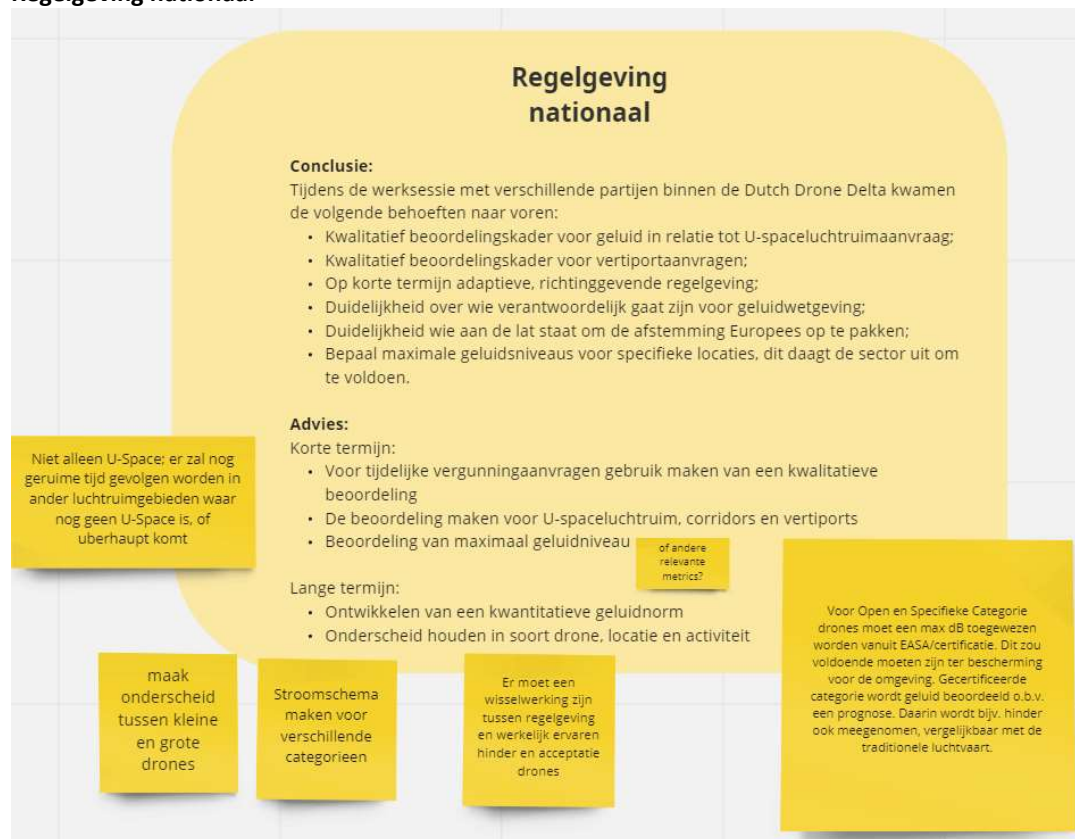 Regelgeving
nationaal
Conclusie:
Tijdens de werksessie met verschillende partijen binnen de Dutch Drone Delta kwamen
de volgende behoeften naar voren:
• Kwalitatief beoordelingskader voor geluid in relatie tot U-spaceluchtruimaanvraag;
• Kwalitatief beoordelingskader voor vertiportaanvragen;
• Op korte termijn adaptieve, richtinggevende regelgeving;
• Duidelijkheid over wie verantwoordelijk gaat zijn voor geluidwetgeving;
• Duidelijkheid wie aan de lat staat om de afstemming Europees op te pakken;
• Bepaal maximale geluidsniveaus voor specifieke locaties, dit daagt de sector uit om
te voldoen.
Advies:
Korte termijn:
• Voor tijdelijke vergunningaanvragen gebruik maken van een kwalitatieve
beoordeling
• De beoordeling maken voor U-spaceluchtruim, corridors en vertiports
• Beoordeling van maximaal geluidniveau
of andere
relevante
metrics?
Lange termijn:
• Ontwikkelen van een kwantitatieve geluidnorm
• Onderscheid houden in soort drone, locatie en activiteit
Niet alleen U-Space; er zal nog
geruime tijd gevolgen worden in
ander luchtruimgebieden waar
nog geen U-Space is, of
uberhaupt komt
maak
onderscheid
tussen kleine
en grote
drones
Stroomschema
maken voor
verschillende
categorieen
Er moet een
wisselwerking zijn
tussen regelgeving
en werkelijk ervaren
hinder en acceptatie
drones
Voor Open en Specifieke Categorie
drones moet een max dB toegewezen
worden vanuit EASA/certificatie. Dit zou
voldoende moeten zijn ter bescherming
voor de omgeving. Gecertificeerde
categorie wordt geluid beoordeeld o.b.v.
een prognose. Daarin wordt bijv. hinder
ook meegenomen, vergelijkbaar met de
traditionele luchtvaart.